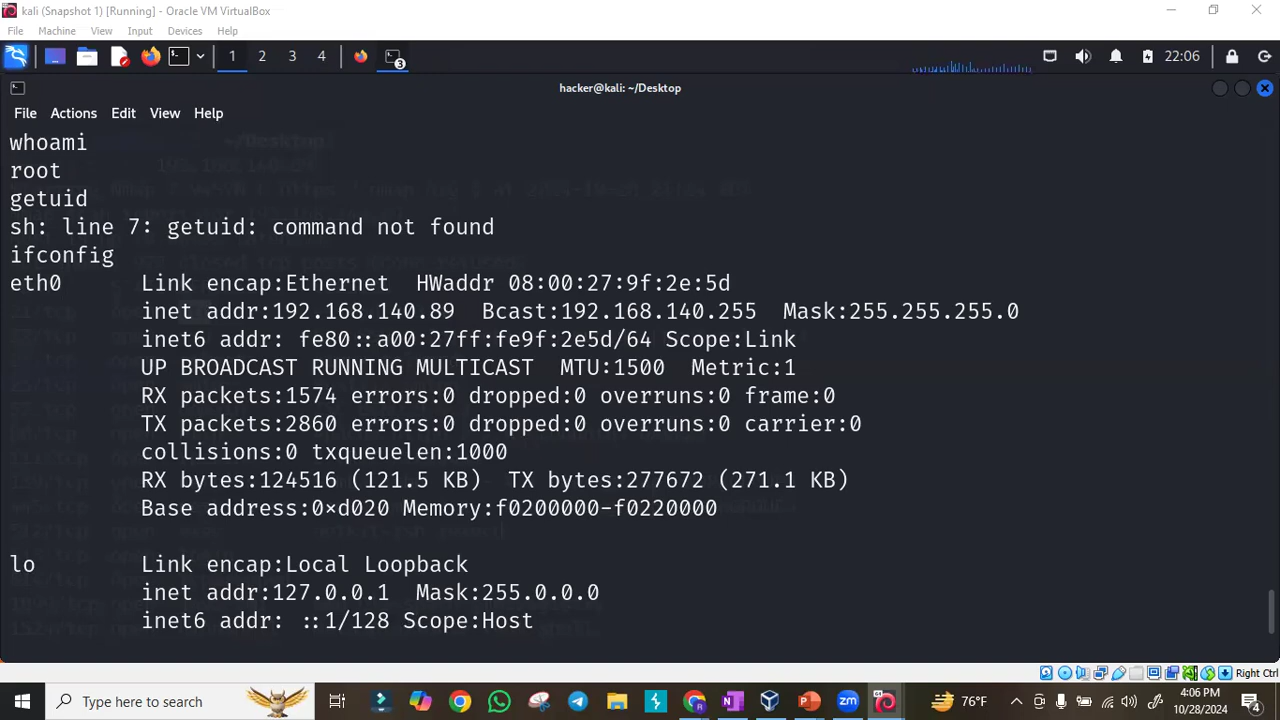 kali (Snapshot 1) [Running] - Oracle VM VirtualBox
File Machine View Input Devices Help
1 2 3 4 3 22:06
hacker@kali: ~/Desktop
File Actions Edit View Help
whoami
root
getuid
sh: line 7: getuid: command not found
ifconfig
eth0 Link encap:Ethernet HWaddr 08:00:27:9f:2e:5d
inet addr:192.168.140.89 Bcast:192.168.140.255 Mask:255.255.255.0
inet6 addr: fe80::a00:27ff:fe9f:2e5d/64 Scope:Link
UP BROADCAST RUNNING MULTICAST MTU:1500 Metric:1
RX packets:1574 errors:0 dropped:0 overruns:0 frame:0
TX packets:2860 errors:0 dropped:0 overruns:0 carrier:0
collisions:0 txqueuelen:1000
RX bytes:124516 (121.5 KB) TX bytes:277672 (271.1 KB)
Base address:0×d020 Memory:f0200000-f0220000
lo Link encap:Local Loopback
inet addr:127.0.0.1 Mask:255.0.0.0
inet6 addr: ::1/128 Scope:Host
Right Ctrl
Type here to search
76°F
4:06 PM
10/28/2024
4